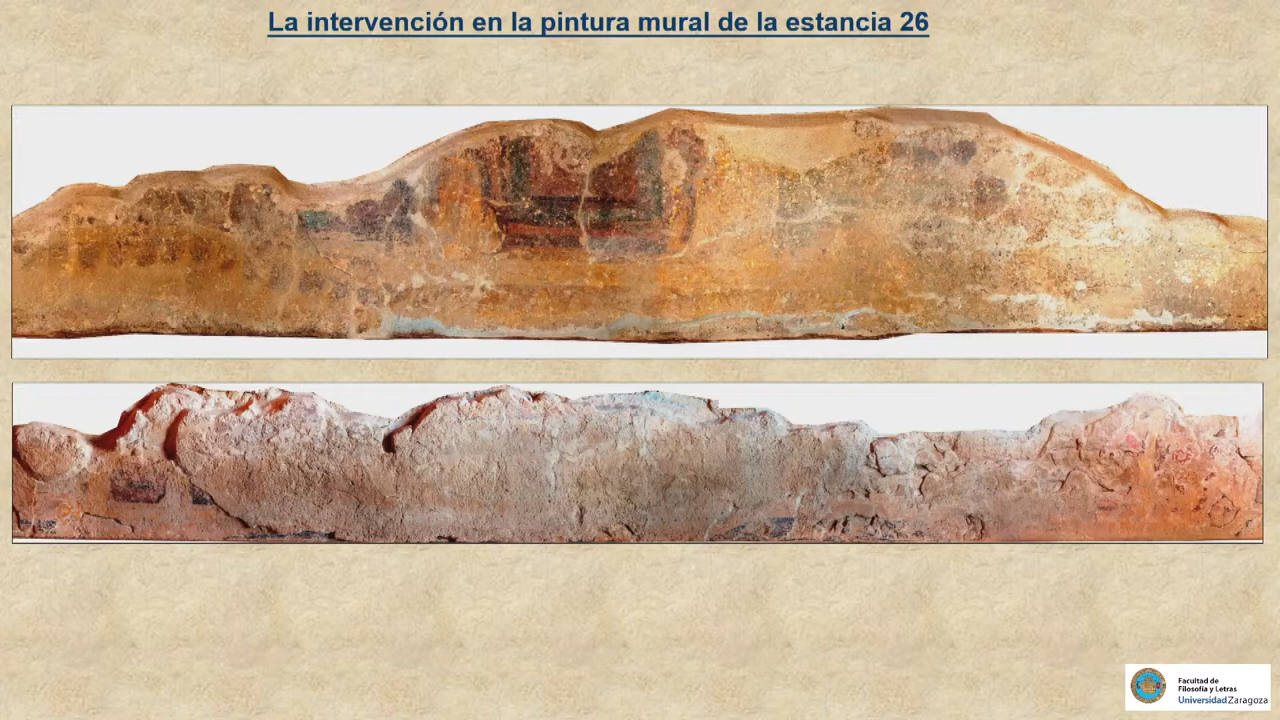 La intervención en la pintura mural de la estancia 26
Facultad de
Filosofía y Letras
Universidad Zaragoza